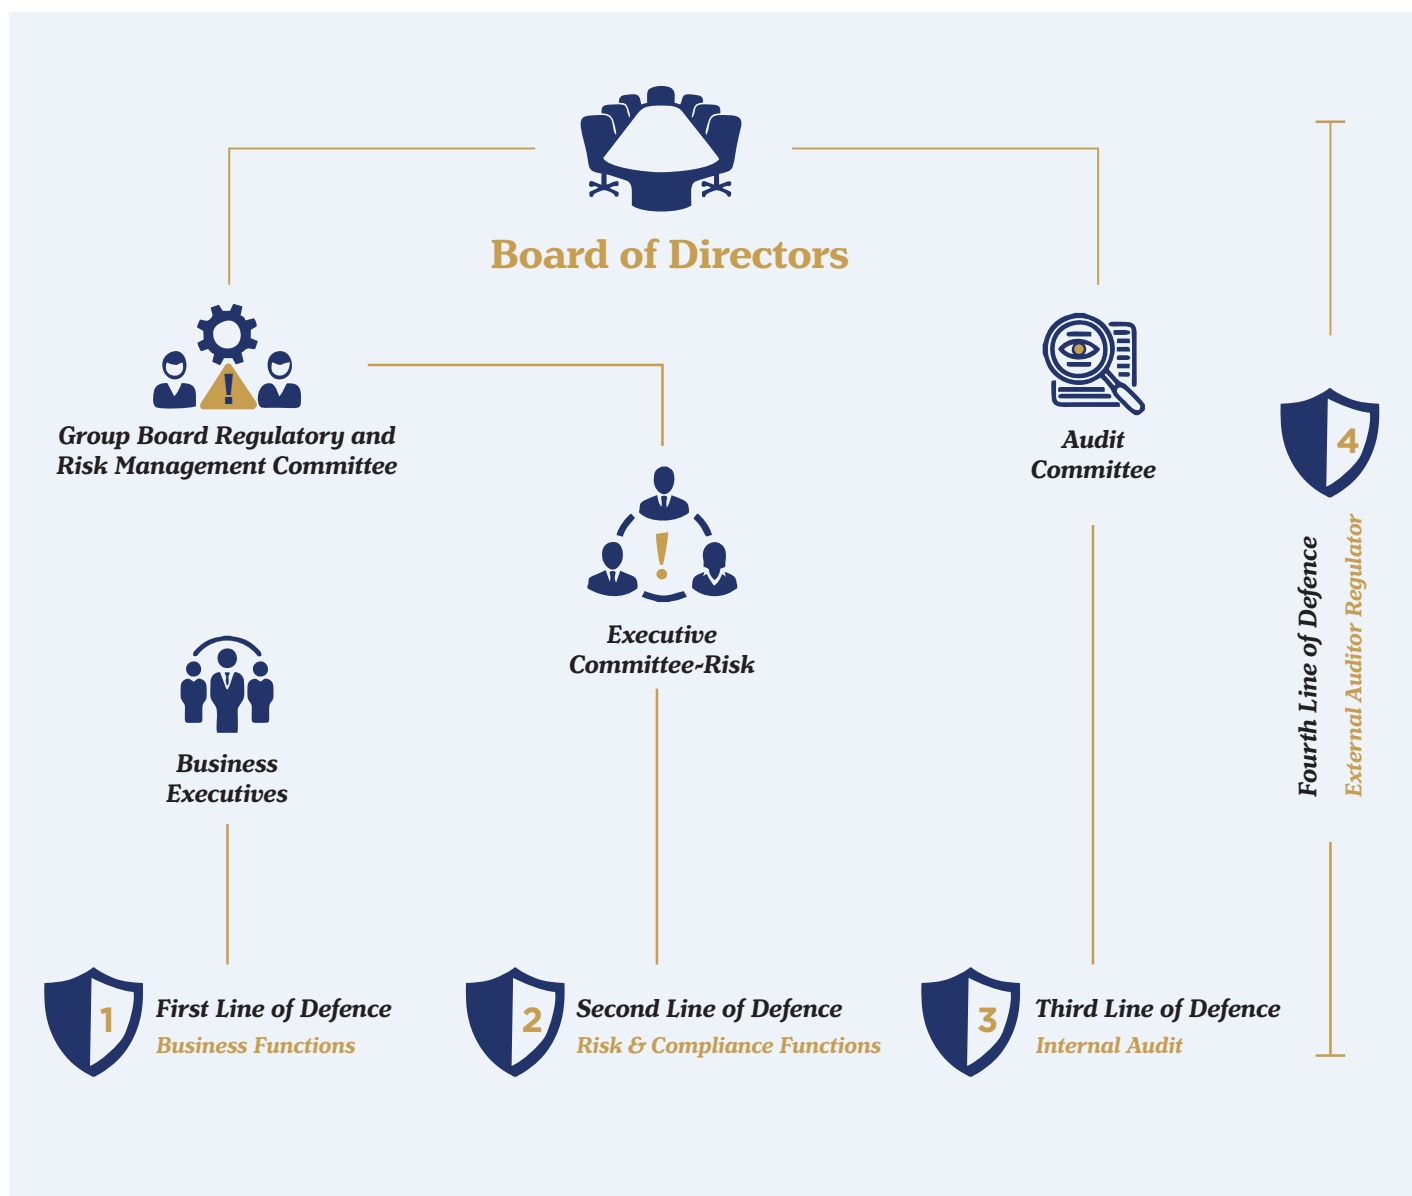 Board of Directors
Group Board Regulatory and
Risk Management Committee
Executive
Committee-Risk
Audit
Committee
Business
Executives
1
First Line of Defence
Business Functions
2
Second Line of Defence
Risk & Compliance Functions
3
Third Line of Defence
Internal Audit
4
Fourth Line of Defence
External Auditor Regulator